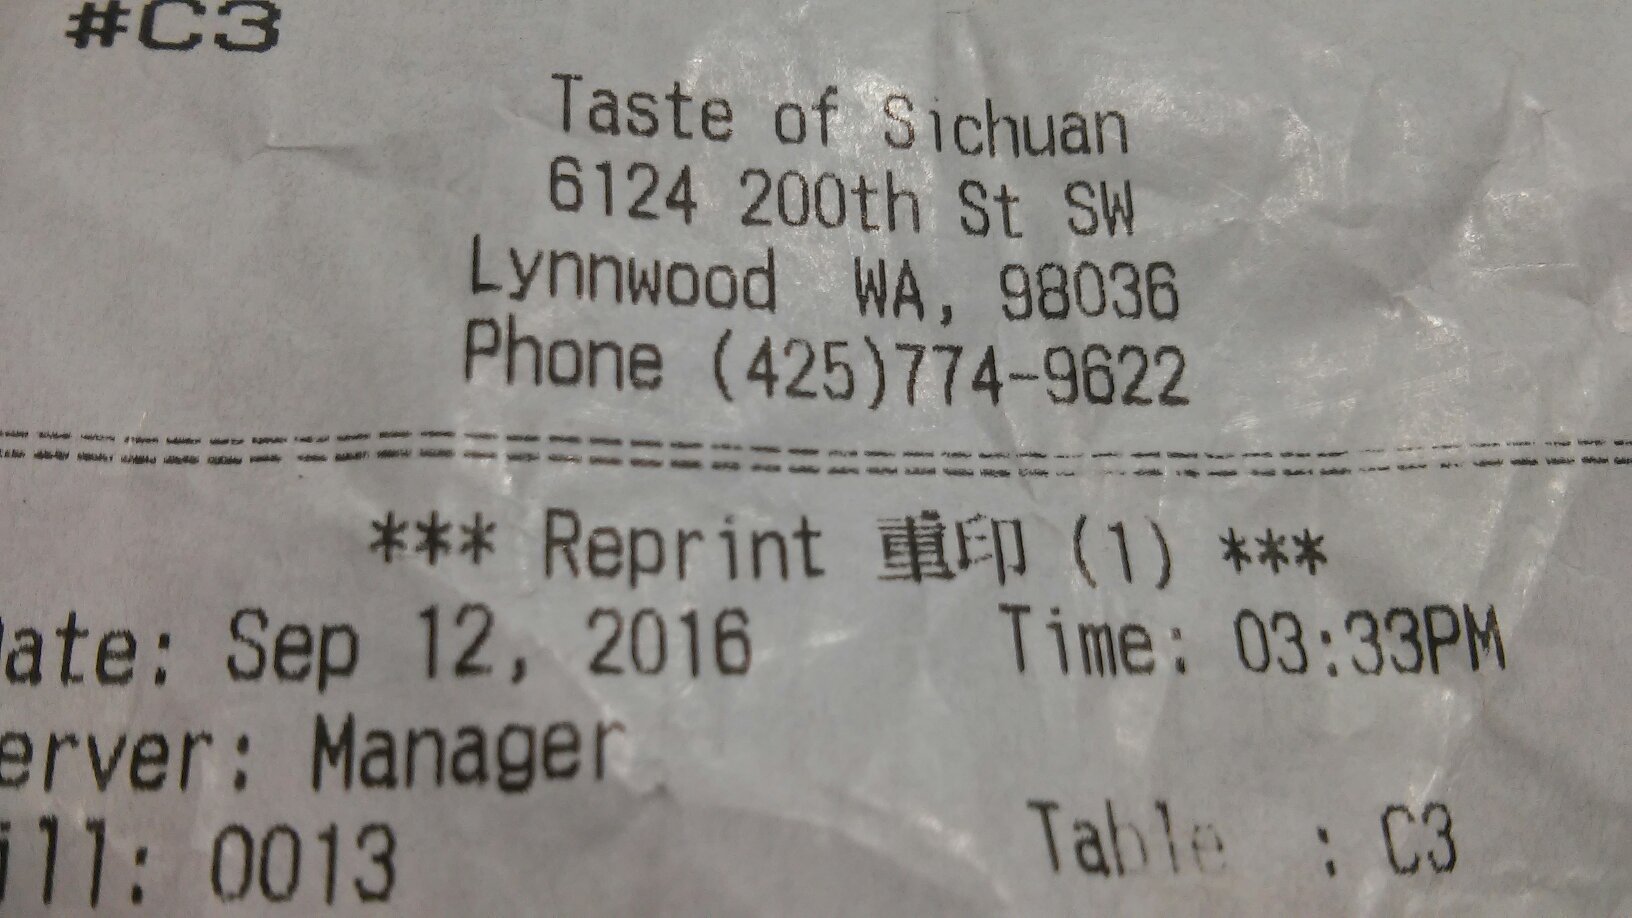 #C3
Taste of Sichuan
6124 200th St SW
Lynnwood WA, 98036
Phone (425)774-9622
*** Reprint 重印 (1) ***
ate: Sep 12, 2016 Time: 03:33PM
erver: Manager
ill: 0013 Table : C3